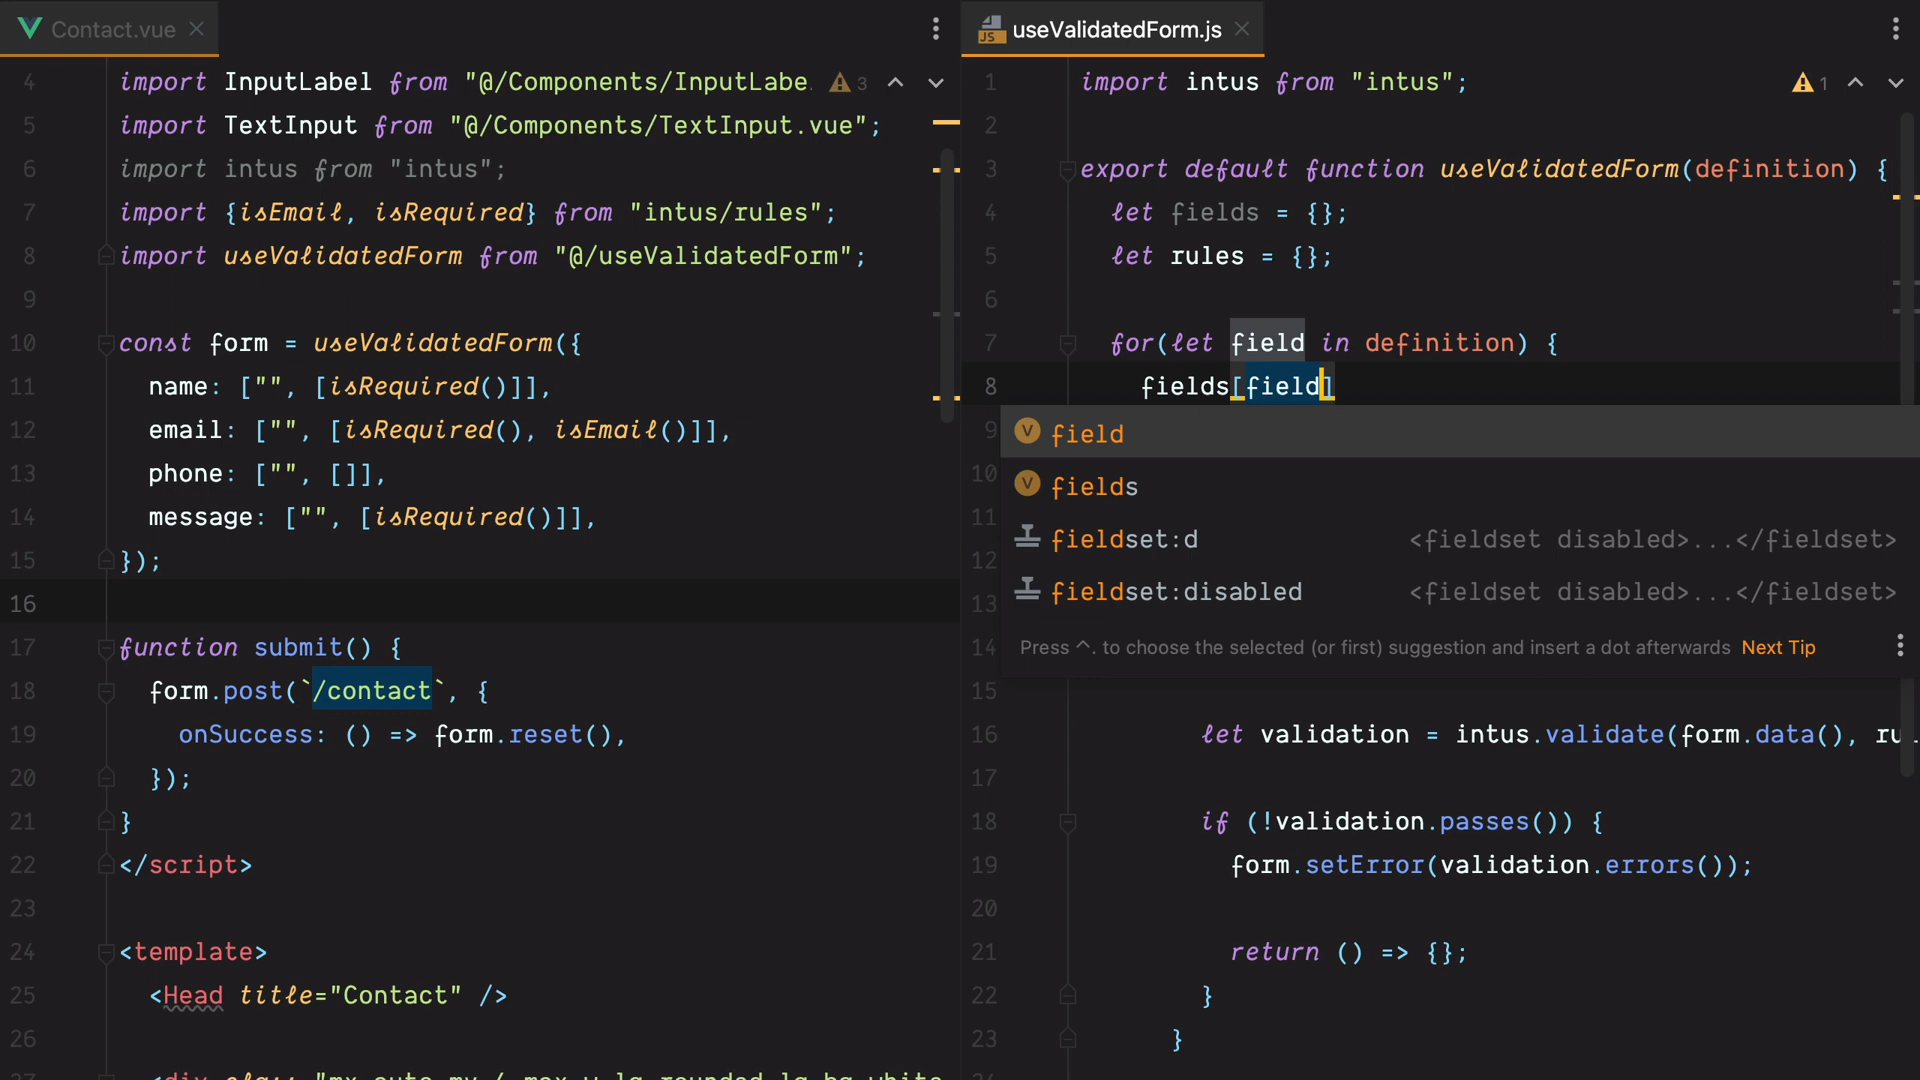 Contact.vue
4 import InputLabel from "@/Components/InputLabe 3
5 import TextInput from "@/Components/TextInput.vue";
6 import intus from "intus";
7 import {isEmail, isRequired} from "intus/rules";
8 import useValidatedForm from "@/useValidatedForm";
9
10 const form = useValidatedForm({
11 name: ["", [isRequired()]],
12 email: ["", [isRequired(), isEmail()]],
13 phone: ["", []],
14 message: ["", [isRequired()]],
15 });
16
17 function submit() {
18 form.post(`/contact`, {
19 onSuccess: () => form.reset(),
20 });
21 }
22 </script>
23
24 <template>
25 <Head title="Contact" />
26
JS useValidatedForm.js
1 import intus from "intus"; 1
2
3 export default function useValidatedForm(definition) {
4 let fields = {};
5 let rules = {};
6
7 for(let field in definition) {
8 fields[field]
9 V field
10 V fields
11
12 fieldset:d <fieldset disabled>...</fieldset>
13 fieldset:disabled <fieldset disabled>...</fieldset>
14 Press ^. to choose the selected (or first) suggestion and insert a dot afterwards Next Tip
15
16 let validation = intus.validate(form.data(), ru
17
18 if (!validation.passes()) {
19 form.setError(validation.errors());
20
21 return () => {};
22 }
23 }